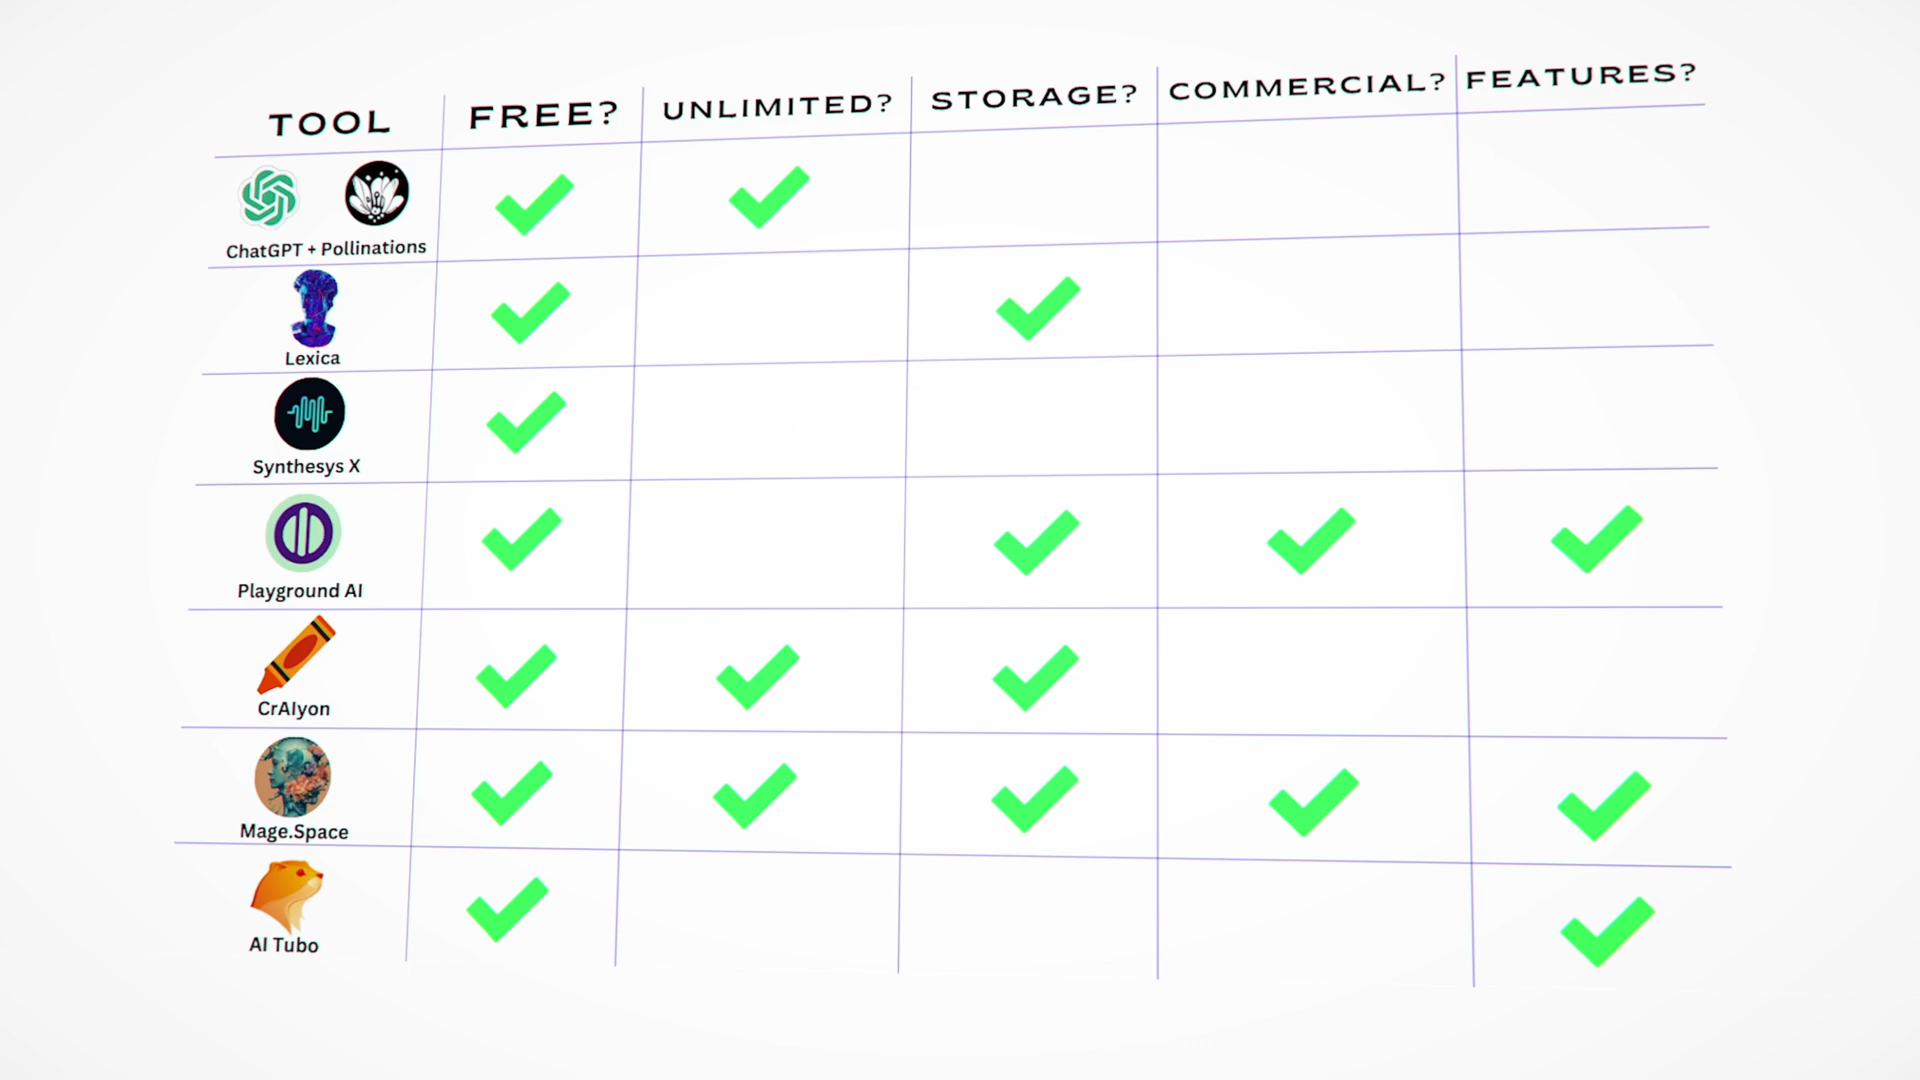 TOOL FREE? UNLIMITED? STORAGE? COMMERCIAL? FEATURES?
ChatGPT + Pollinations
Lexica
Synthesys X
Playground AI
CrAIyon
Mage.Space
AI Tubo